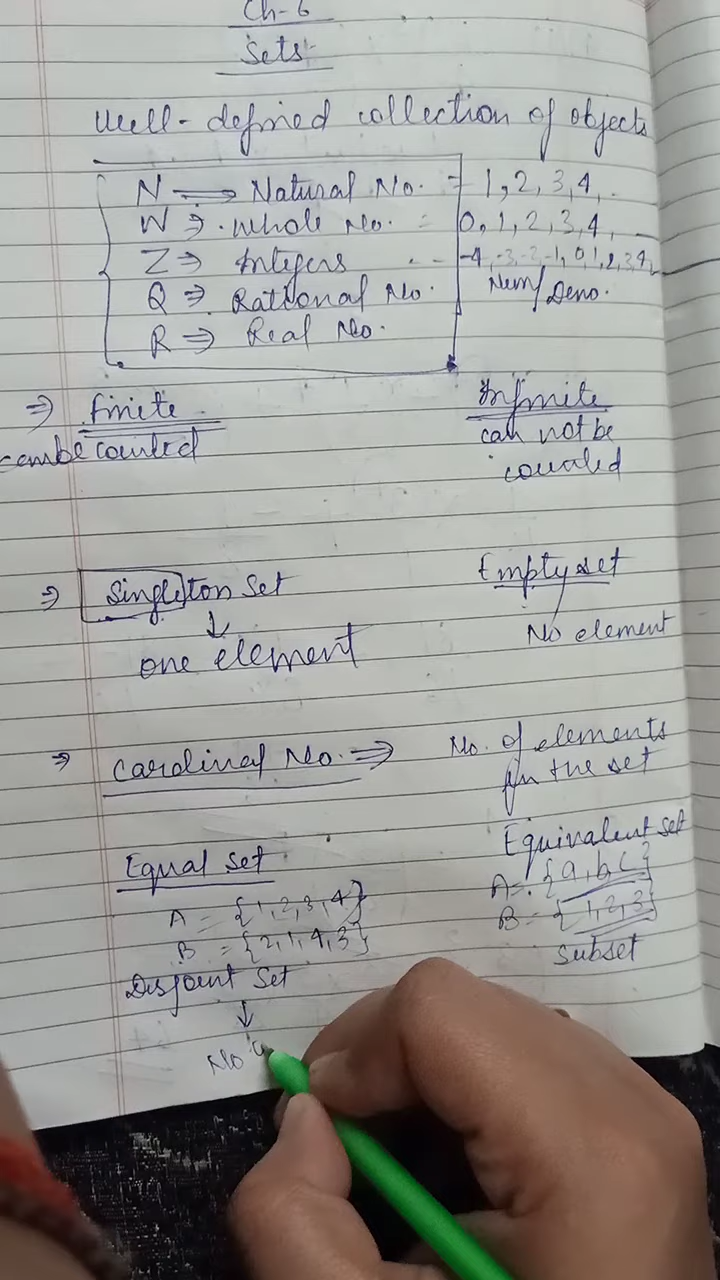 Ch-6
Sets:-
Well-defined collection of objects
N ⟹ Natural No. = 1, 2, 3, 4, .
W ⇒ Whole No. = 0, 1, 2, 3, 4,
Z ⇒ Integers .. -4, -3, -2, -1, 0, 1, 2, 3, 4,
Q ⇒ Rational No. Num/Deno.
R ⇒ Real No.
⇒ finite
can be counted
Infinite
can not be
counted
⇒ Singleton Set
↓
one element
Empty set
No element
⇒ Cardinal No. ⇒ No. of elements
in the set
Equal Set
A = {1, 2, 3, 4}
B = {2, 1, 4, 3}
Equivalent set
A = {a, b, c}
B = {1, 2, 3}
Disjoint Set
↓
No
Subset